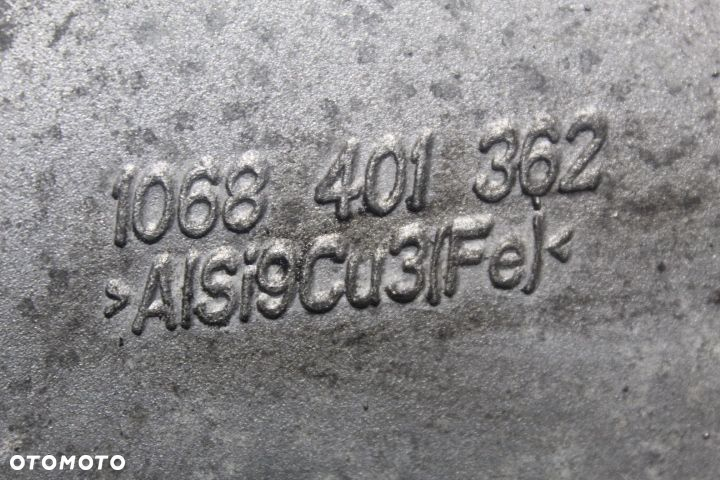 1068 401 362
>AlSi9Cu3(Fe)<
OTOMOTO